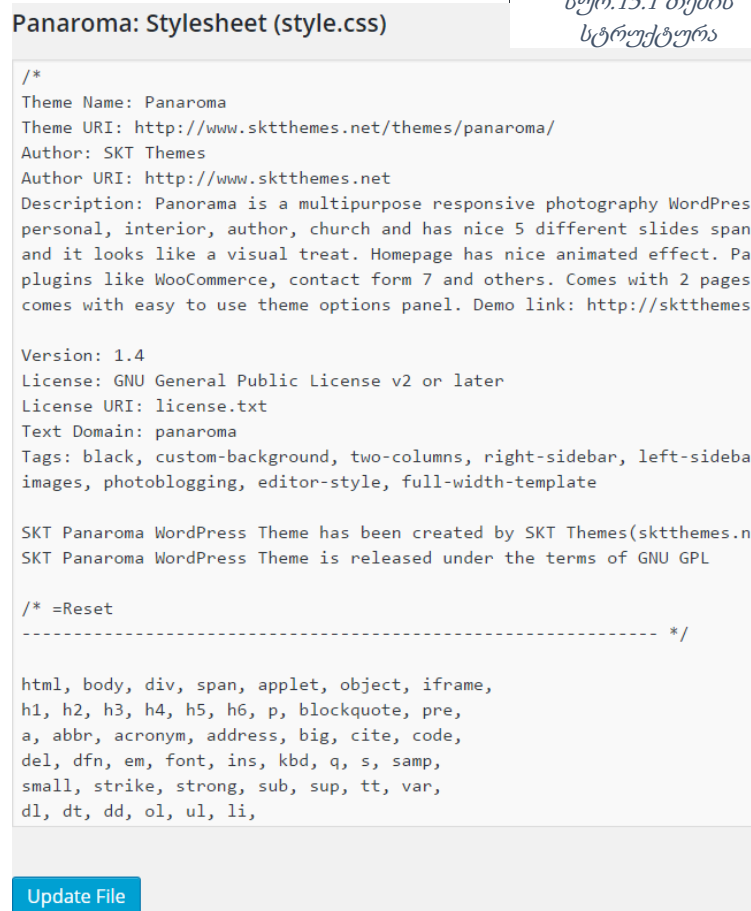 Panaroma: Stylesheet (style.css)
სურ.15.1 თემის
სტრუქტურა
/*
Theme Name: Panaroma
Theme URI: http://www.sktthemes.net/themes/panaroma/
Author: SKT Themes
Author URI: http://www.sktthemes.net
Description: Panorama is a multipurpose responsive photography WordPres
personal, interior, author, church and has nice 5 different slides span
and it looks like a visual treat. Homepage has nice animated effect. Pa
plugins like WooCommerce, contact form 7 and others. Comes with 2 pages
comes with easy to use theme options panel. Demo link: http://sktthemes
Version: 1.4
License: GNU General Public License v2 or later
License URI: license.txt
Text Domain: panaroma
Tags: black, custom-background, two-columns, right-sidebar, left-sideba
images, photoblogging, editor-style, full-width-template
SKT Panaroma WordPress Theme has been created by SKT Themes(sktthemes.n
SKT Panaroma WordPress Theme is released under the terms of GNU GPL
/* =Reset
-------------------------------------------------------------- */
html, body, div, span, applet, object, iframe,
h1, h2, h3, h4, h5, h6, p, blockquote, pre,
a, abbr, acronym, address, big, cite, code,
del, dfn, em, font, ins, kbd, q, s, samp,
small, strike, strong, sub, sup, tt, var,
dl, dt, dd, ol, ul, li,
Update File